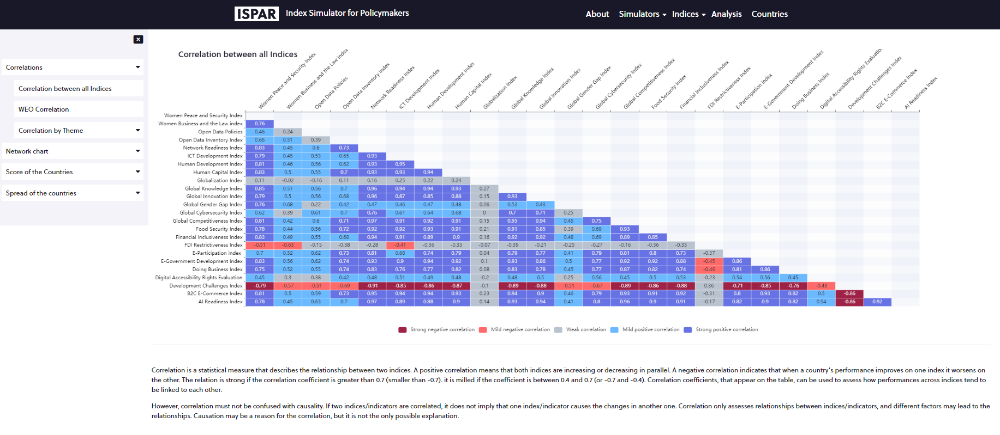 ISPAR Index Simulator for Policymakers
About Simulators Indices Analysis Countries
Correlations
Correlation between all Indices
WEO Correlation
Correlation by Theme
Network chart
Score of the Countries
Spread of the countries
Correlation between all Indices
Women Peace and Security Index
Women Business and the Law index
Open Data Policies
Open Data Inventory Index
Network Readiness Index
ICT Development Index
Human Development Index
Human Capital Index
Globalization Index
Global Knowledge Index
Global Innovation Index
Global Gender Gap Index
Global Cybersecurity Index
Global Competitiveness Index
Food Security Index
Financial Inclusiveness Index
FDI Restrictiveness Index
E-Participation index
E-Government Development Index
Doing Business Index
Digital Accessibility Rights Evaluatio.
Development Challenges Index
B2C E-Commerce Index
AI Readiness Index
Women Peace and Security Index
Women Business and the Law index 0.76
Open Data Policies 0.46 0.24
Open Data Inventory Index 0.66 0.51 0.39
Network Readiness Index 0.83 0.45 0.6 0.73
ICT Development Index 0.79 0.45 0.53 0.65 0.93
Human Development Index 0.81 0.46 0.56 0.62 0.93 0.95
Human Capital Index 0.83 0.5 0.55 0.7 0.93 0.93 0.94
Globalization Index 0.11 -0.02 -0.16 0.11 0.16 0.25 0.22 0.24
Global Knowledge Index 0.85 0.51 0.56 0.7 0.96 0.94 0.94 0.93 0.27
Global Innovation Index 0.79 0.5 0.56 0.68 0.96 0.87 0.85 0.88 0.15 0.93
Global Gender Gap Index 0.76 0.68 0.22 0.42 0.47 0.46 0.47 0.48 0.06 0.53 0.43
Global Cybersecurity Index 0.62 0.39 0.61 0.7 0.76 0.61 0.64 0.68 0 0.7 0.71 0.25
Global Competitiveness Index 0.81 0.42 0.6 0.71 0.97 0.91 0.92 0.91 0.15 0.95 0.94 0.45 0.75
Food Security Index 0.78 0.44 0.56 0.72 0.92 0.92 0.93 0.91 0.21 0.91 0.85 0.39 0.69 0.93
Financial Inclusiveness Index 0.83 0.49 0.55 0.68 0.94 0.91 0.89 0.9 0.16 0.92 0.92 0.48 0.69 0.89 0.85
FDI Restrictiveness Index -0.51 -0.63 -0.15 -0.38 -0.28 -0.41 -0.36 -0.33 -0.07 -0.39 -0.21 -0.25 -0.27 -0.16 -0.36 -0.33
E-Participation index 0.7 0.52 0.62 0.73 0.81 0.68 0.74 0.79 0.04 0.79 0.77 0.41 0.79 0.81 0.8 0.73 -0.37
E-Government Development Index 0.83 0.56 0.62 0.74 0.93 0.9 0.94 0.92 0.1 0.93 0.86 0.5 0.77 0.92 0.92 0.88 -0.45 0.86
Doing Business Index 0.75 0.52 0.55 0.74 0.83 0.76 0.77 0.82 0.08 0.83 0.78 0.45 0.77 0.87 0.82 0.74 -0.46 0.81 0.86
Digital Accessibility Rights Evaluation 0.45 0.3 0.38 0.42 0.48 0.51 0.49 0.48 -0.2 0.48 0.5 0.25 0.56 0.45 0.5 0.53 -0.23 0.54 0.56 0.45
Development Challenges Index -0.79 -0.57 -0.51 -0.69 -0.91 -0.85 -0.86 -0.87 -0.1 -0.89 -0.88 -0.51 -0.67 -0.89 -0.86 -0.88 0.36 -0.71 -0.85 -0.76 -0.43
B2C E-Commerce Index 0.81 0.5 0.59 0.73 0.95 0.94 0.94 0.93 0.23 0.94 0.9 0.46 0.79 0.93 0.91 0.92 -0.31 0.8 0.93 0.82 0.5 -0.86
AI Readiness Index 0.78 0.45 0.63 0.7 0.97 0.89 0.88 0.9 0.14 0.93 0.94 0.41 0.8 0.96 0.9 0.91 -0.17 0.82 0.9 0.82 0.54 -0.86 0.92
Strong negative correlation Mild negative correlation Weak correlation Mild positive correlation Strong positive correlation
Correlation is a statistical measure that describes the relationship between two indices. A positive correlation means that both indices are increasing or decreasing in parallel. A negative correlation indicates that when a country's performance improves on one index it worsens on
the other. The relation is strong if the correlation coefficient is greater than 0.7 (smaller than -0.7). it is milled if the coefficient is between 0.4 and 0.7 (or -0.7 and -0.4). Correlation coefficients, that appear on the table, can be used to assess how performances across indices tend to
be linked to each other.
However, correlation must not be confused with causality. If two indices/indicators are correlated, it does not imply that one index/indicator causes the changes in another one. Correlation only assesses relationships between indices/indicators, and different factors may lead to the
relationships. Causation may be a reason for the correlation, but it is not the only possible explanation.